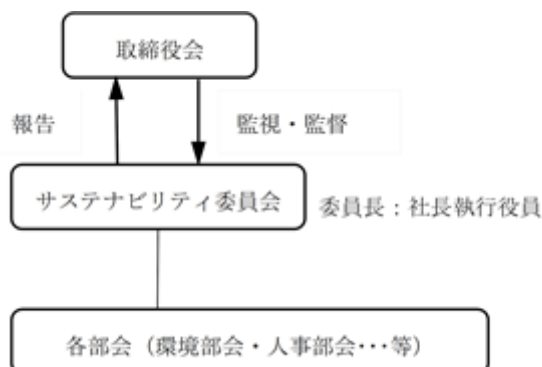 取締役会
報告
監視・監督
サステナビリティ委員会
委員長：社長執行役員
各部会（環境部会・人事部会･･･等）